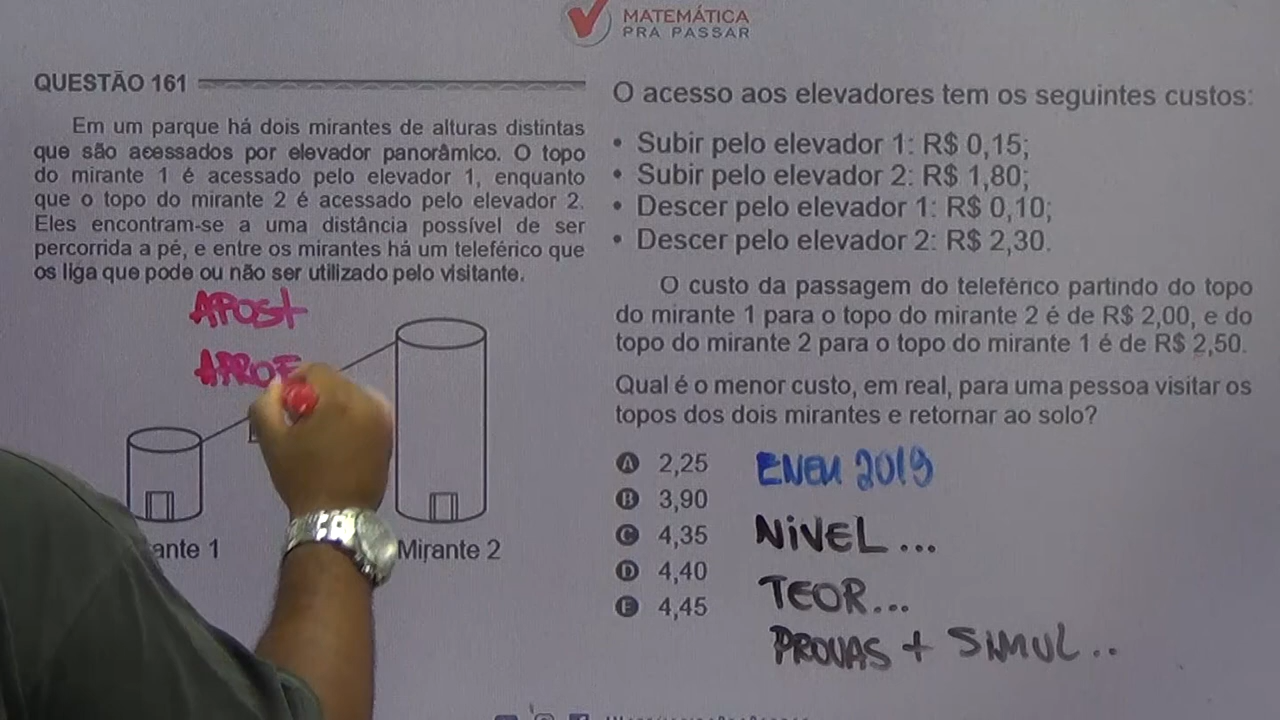 MATEMÁTICA
PRA PASSAR
QUESTÃO 161
Em um parque há dois mirantes de alturas distintas
que são acessados por elevador panorâmico. O topo
do mirante 1 é acessado pelo elevador 1, enquanto
que o topo do mirante 2 é acessado pelo elevador 2.
Eles encontram-se a uma distância possível de ser
percorrida a pé, e entre os mirantes há um teleférico que
os liga que pode ou não ser utilizado pelo visitante.
APOST
APROF
ante 1
Mirante 2
O acesso aos elevadores tem os seguintes custos:
• Subir pelo elevador 1: R$ 0,15;
• Subir pelo elevador 2: R$ 1,80;
• Descer pelo elevador 1: R$ 0,10;
• Descer pelo elevador 2: R$ 2,30.
O custo da passagem do teleférico partindo do topo
do mirante 1 para o topo do mirante 2 é de R$ 2,00, e do
topo do mirante 2 para o topo do mirante 1 é de R$ 2,50.
Qual é o menor custo, em real, para uma pessoa visitar os
topos dos dois mirantes e retornar ao solo?
A 2,25
B 3,90
C 4,35
D 4,40
E 4,45
ENEM 2019
NÍVEL...
TEOR...
PROVAS + SIMUL..